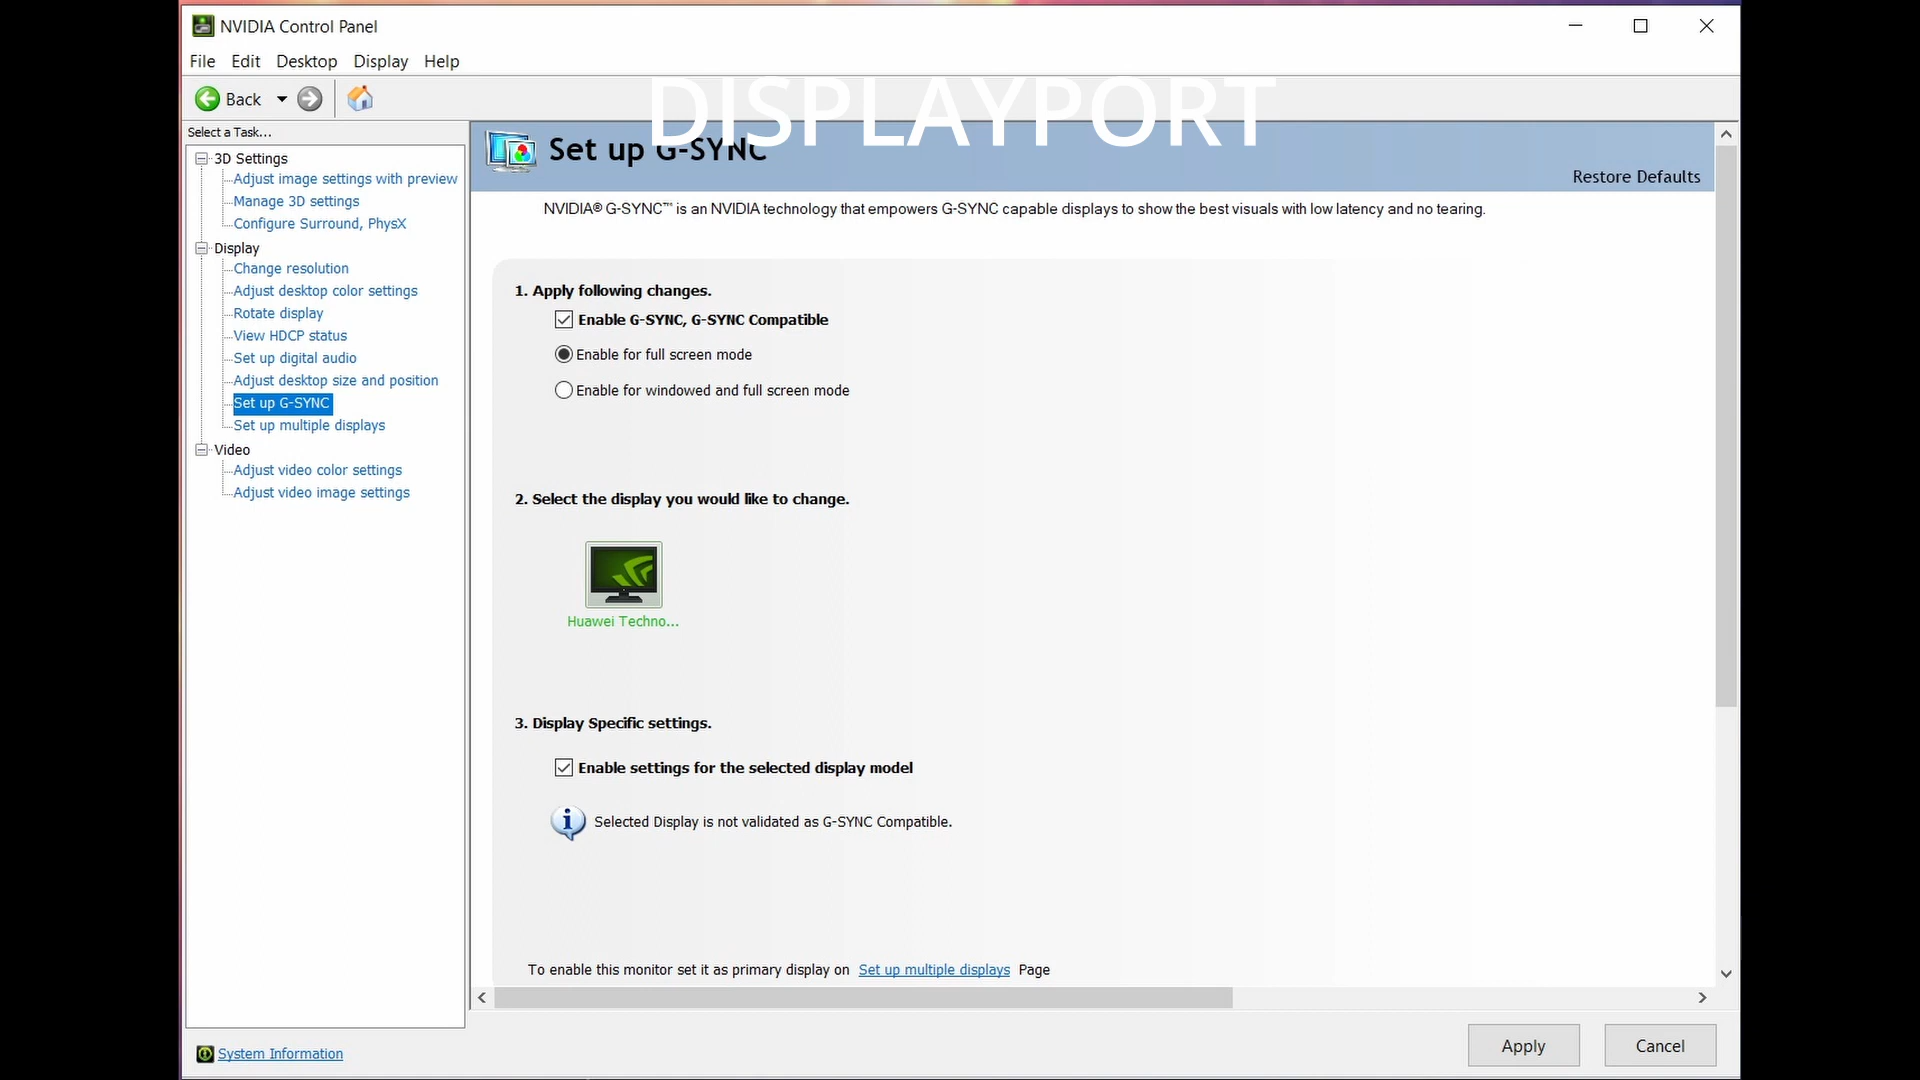 NVIDIA Control Panel
File Edit Desktop Display Help
Back
DISPLAYPORT
Select a Task...
3D Settings
Adjust image settings with preview
Manage 3D settings
Configure Surround, PhysX
Display
Change resolution
Adjust desktop color settings
Rotate display
View HDCP status
Set up digital audio
Adjust desktop size and position
Set up G-SYNC
Set up multiple displays
Video
Adjust video color settings
Adjust video image settings
System Information
Set up G-SYNC
Restore Defaults
NVIDIA® G-SYNC™ is an NVIDIA technology that empowers G-SYNC capable displays to show the best visuals with low latency and no tearing.
1. Apply following changes.
Enable G-SYNC, G-SYNC Compatible
Enable for full screen mode
Enable for windowed and full screen mode
2. Select the display you would like to change.
Huawei Techno...
3. Display Specific settings.
Enable settings for the selected display model
Selected Display is not validated as G-SYNC Compatible.
To enable this monitor set it as primary display on Set up multiple displays Page
Apply Cancel